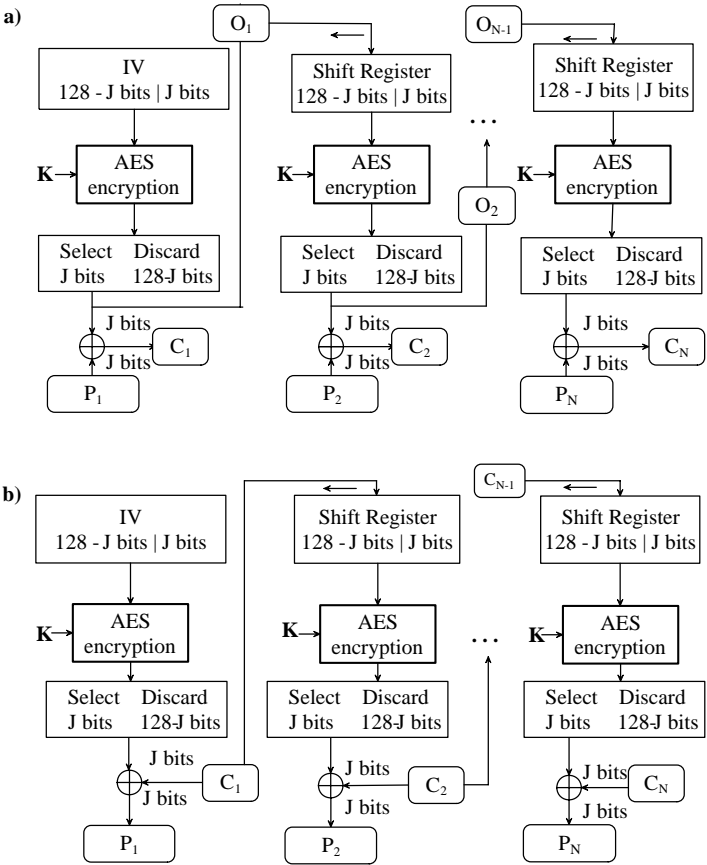 a)
O1
ON-1
IV
128 - J bits | J bits
Shift Register
128 - J bits | J bits
Shift Register
128 - J bits | J bits
...
K
AES
encryption
K
AES
encryption
K
AES
encryption
O2
Select Discard
J bits 128-J bits
Select Discard
J bits 128-J bits
Select Discard
J bits 128-J bits
J bits
J bits
C1
J bits
J bits
C2
J bits
J bits
CN
P1
P2
PN
b)
CN-1
IV
128 - J bits | J bits
Shift Register
128 - J bits | J bits
Shift Register
128 - J bits | J bits
K
AES
encryption
K
AES
encryption
...
K
AES
encryption
Select Discard
J bits 128-J bits
Select Discard
J bits 128-J bits
Select Discard
J bits 128-J bits
J bits
J bits
C1
J bits
J bits
C2
J bits
J bits
CN
P1
P2
PN